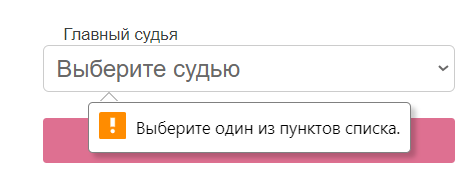 Главный судья
Выберите судью
Выберите один из пунктов списка.